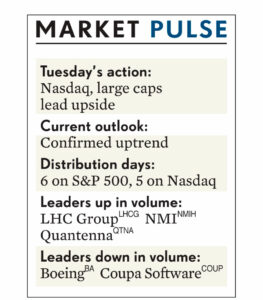 MARKET PULSE
Tuesday's action:
Nasdaq, large caps
lead upside
Current outlook:
Confirmed uptrend
Distribution days:
6 on S&P 500, 5 on Nasdaq
Leaders up in volume:
LHC Group LHCG NMI NMIH
Quantenna QTNA
Leaders down in volume:
Boeing BA Coupa Software COUP